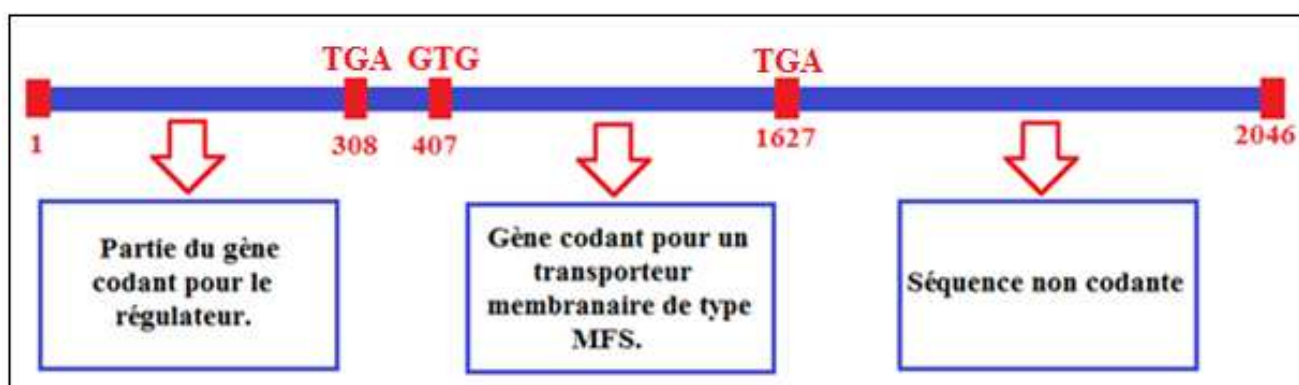 TGA GTG TGA
1 308 407 1627 2046
Partie du gène
codant pour le
régulateur.
Gène codant pour un
transporteur
membranaire de type
MFS.
Séquence non codante